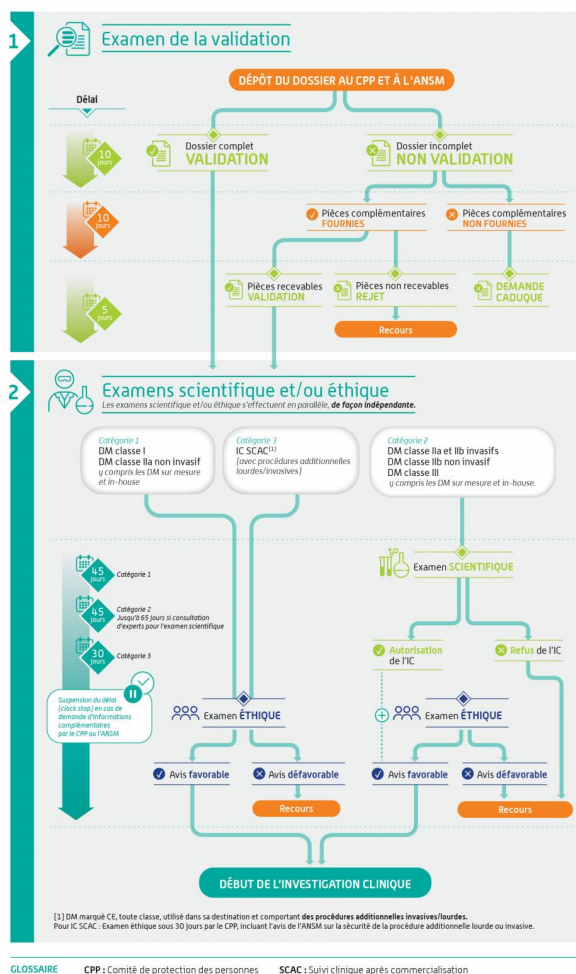 1
Examen de la validation
DÉPÔT DU DOSSIER AU CPP ET À L'ANSM
Délai
10
jours
Dossier complet
VALIDATION
Dossier incomplet
NON VALIDATION
10
jours
Pièces complémentaires
FOURNIES
Pièces complémentaires
NON FOURNIES
5
jours
Pièces recevables
VALIDATION
Pièces non recevables
REJET
DEMANDE
CADUQUE
Recours
2
Examens scientifique et/ou éthique
Les examens scientifique et/ou éthique s'effectuent en parallèle, de façon indépendante.
Catégorie 1
DM classe I
DM classe IIa non invasif
y compris les DM sur mesure
et in-house
Catégorie 3
IC SCAC[1]
(avec procédures additionnelles
lourdes/invasives)
Catégorie 2
DM classe IIa et IIb invasifs
DM classe IIb non invasif
DM classe III
y compris les DM sur mesure et in-house.
Examen SCIENTIFIQUE
45
jours
Catégorie 1
45
jours
Catégorie 2
Jusqu'à 65 jours si consultation
d'experts pour l'examen scientifique
30
jours
Catégorie 3
Autorisation
de l'IC
Refus de l'IC
Suspension du délai
(clock stop) en cas de
demande d'informations
complémentaires
par le CPP ou l'ANSM
Examen ÉTHIQUE
Examen ÉTHIQUE
Avis favorable
Avis défavorable
Avis favorable
Avis défavorable
Recours
Recours
DÉBUT DE L'INVESTIGATION CLINIQUE
[1] DM marqué CE, toute classe, utilisé dans sa destination et comportant des procédures additionnelles invasives/lourdes.
Pour IC SCAC : Examen éthique sous 30 jours par le CPP, incluant l'avis de l'ANSM sur la sécurité de la procédure additionnelle lourde ou invasive.
GLOSSAIRE CPP : Comité de protection des personnes SCAC : Suivi clinique après commercialisation